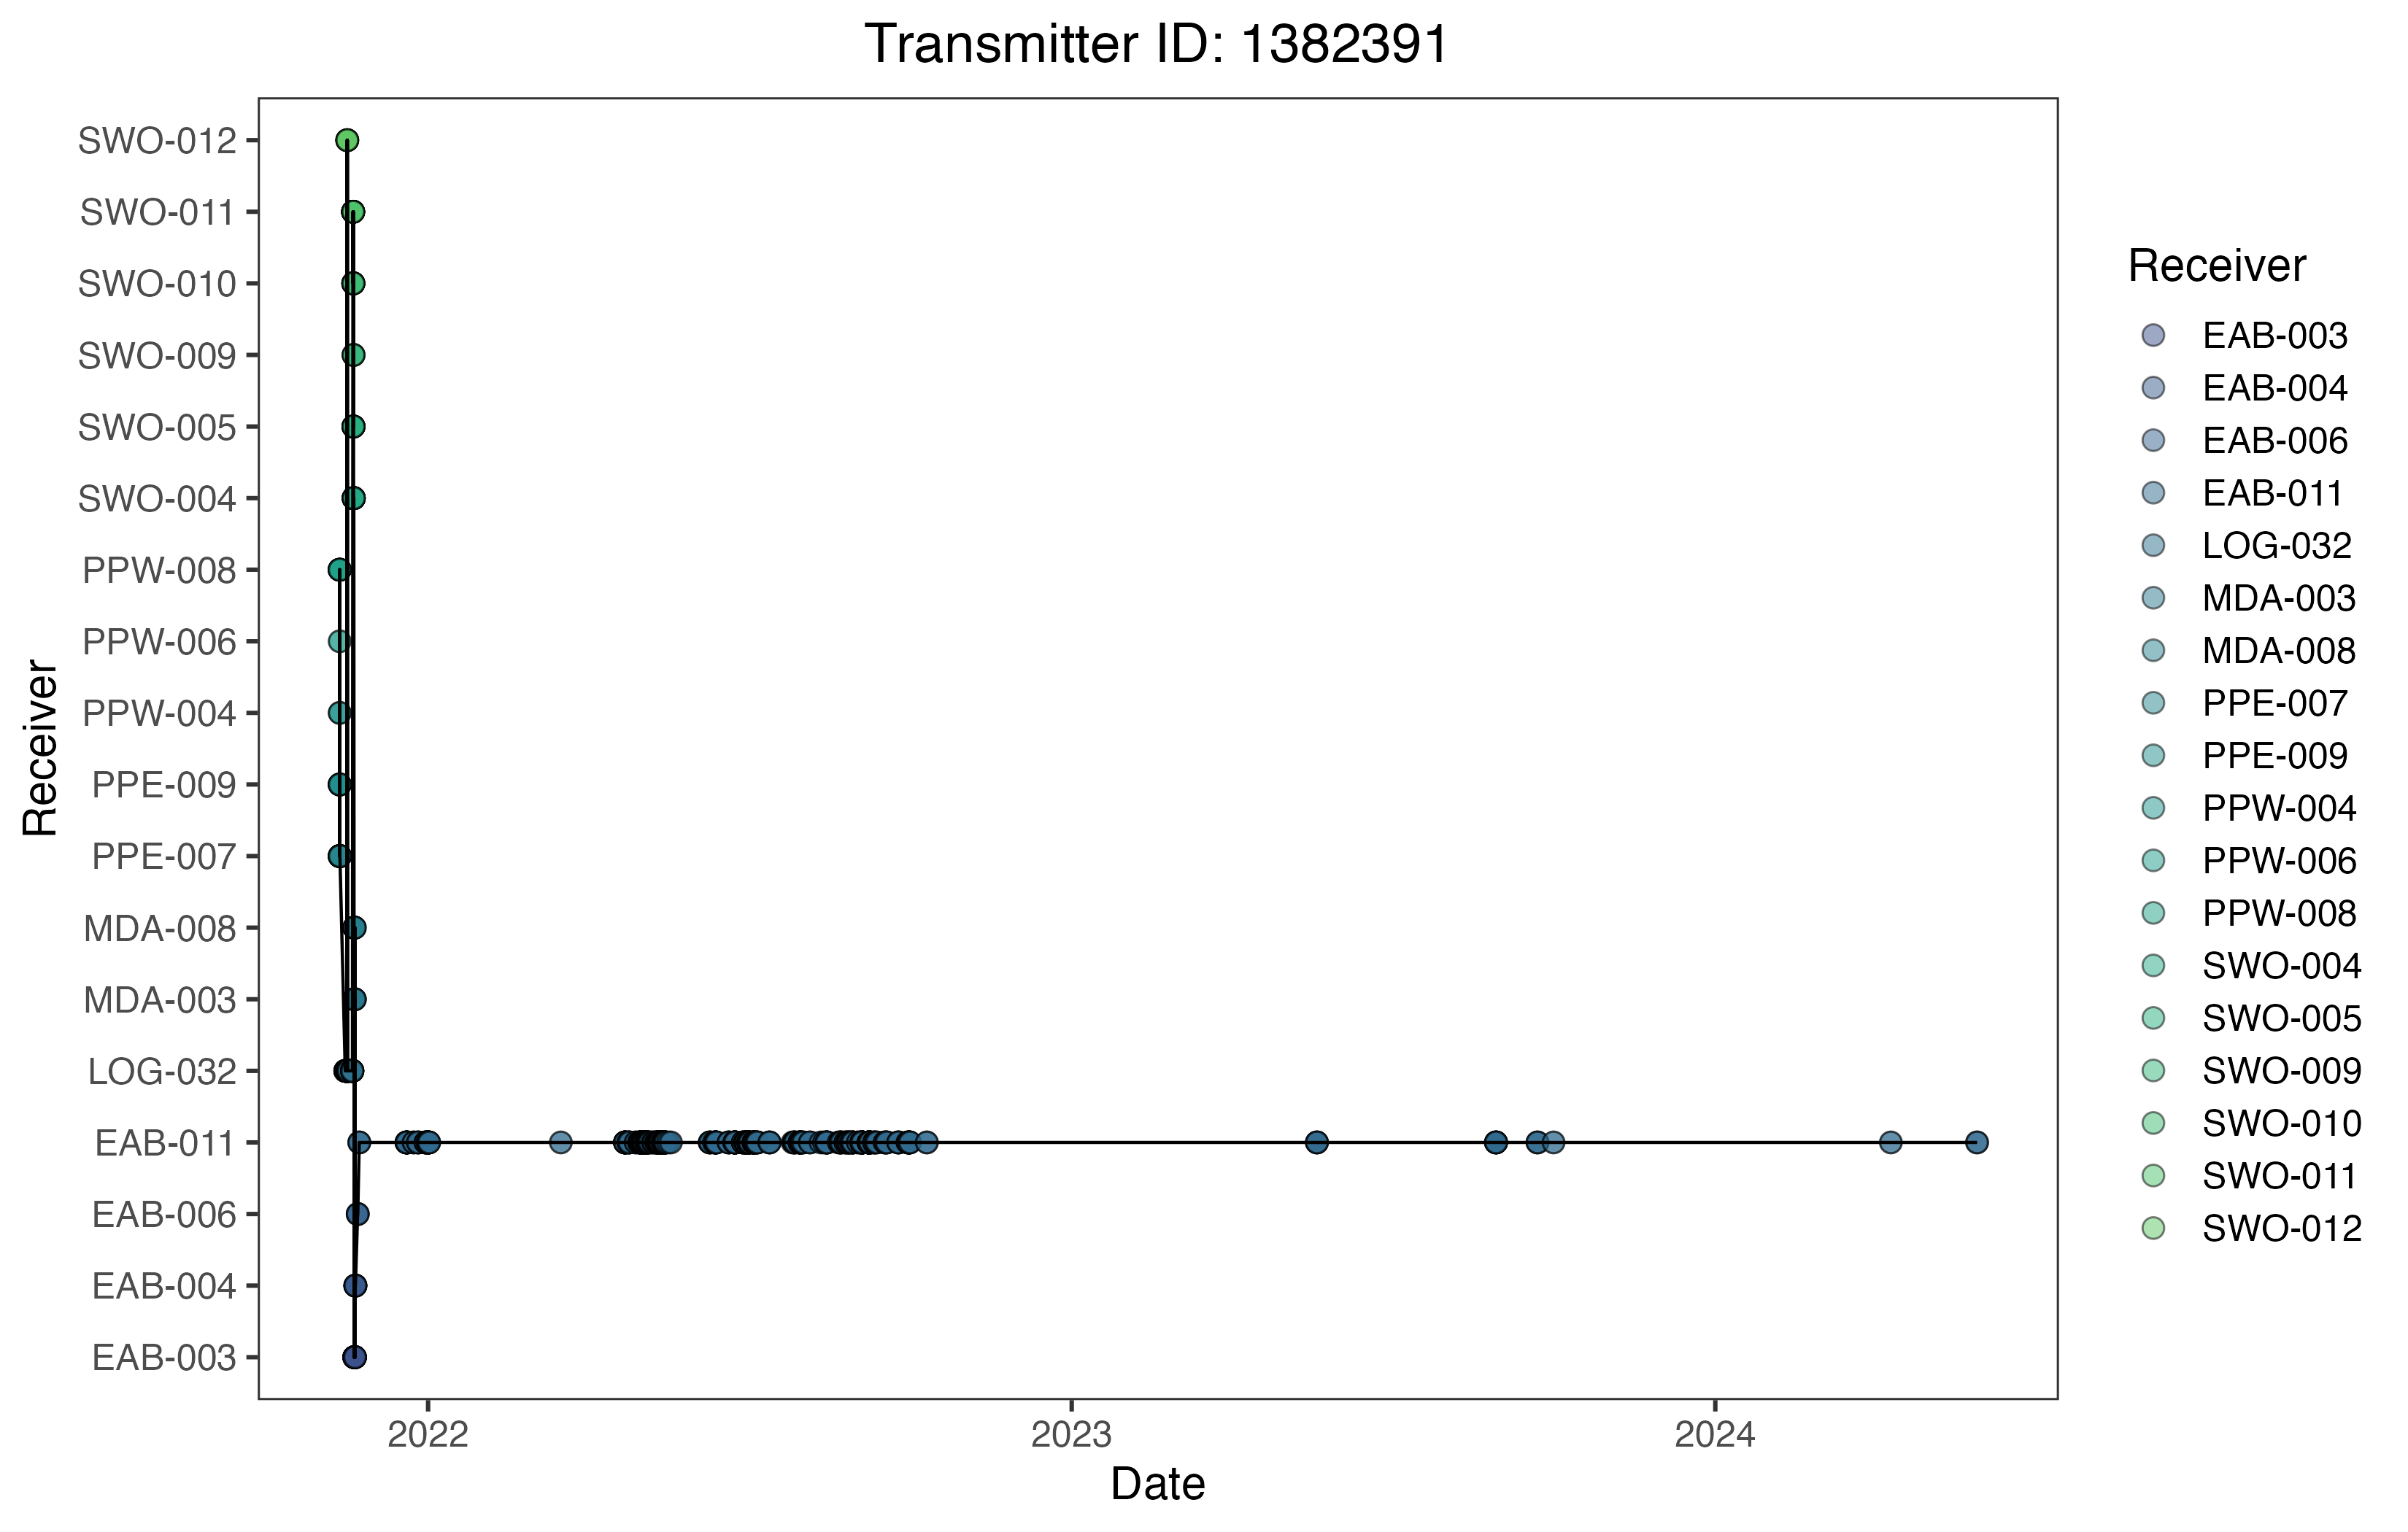 Transmitter ID: 1382391
SWO-012
SWO-011
SWO-010
SWO-009
SWO-005
SWO-004
PPW-008
PPW-006
PPW-004
PPE-009
PPE-007
MDA-008
MDA-003
LOG-032
EAB-011
EAB-006
EAB-004
EAB-003
Receiver
2022
2023
2024
Date
Receiver
EAB-003
EAB-004
EAB-006
EAB-011
LOG-032
MDA-003
MDA-008
PPE-007
PPE-009
PPW-004
PPW-006
PPW-008
SWO-004
SWO-005
SWO-009
SWO-010
SWO-011
SWO-012